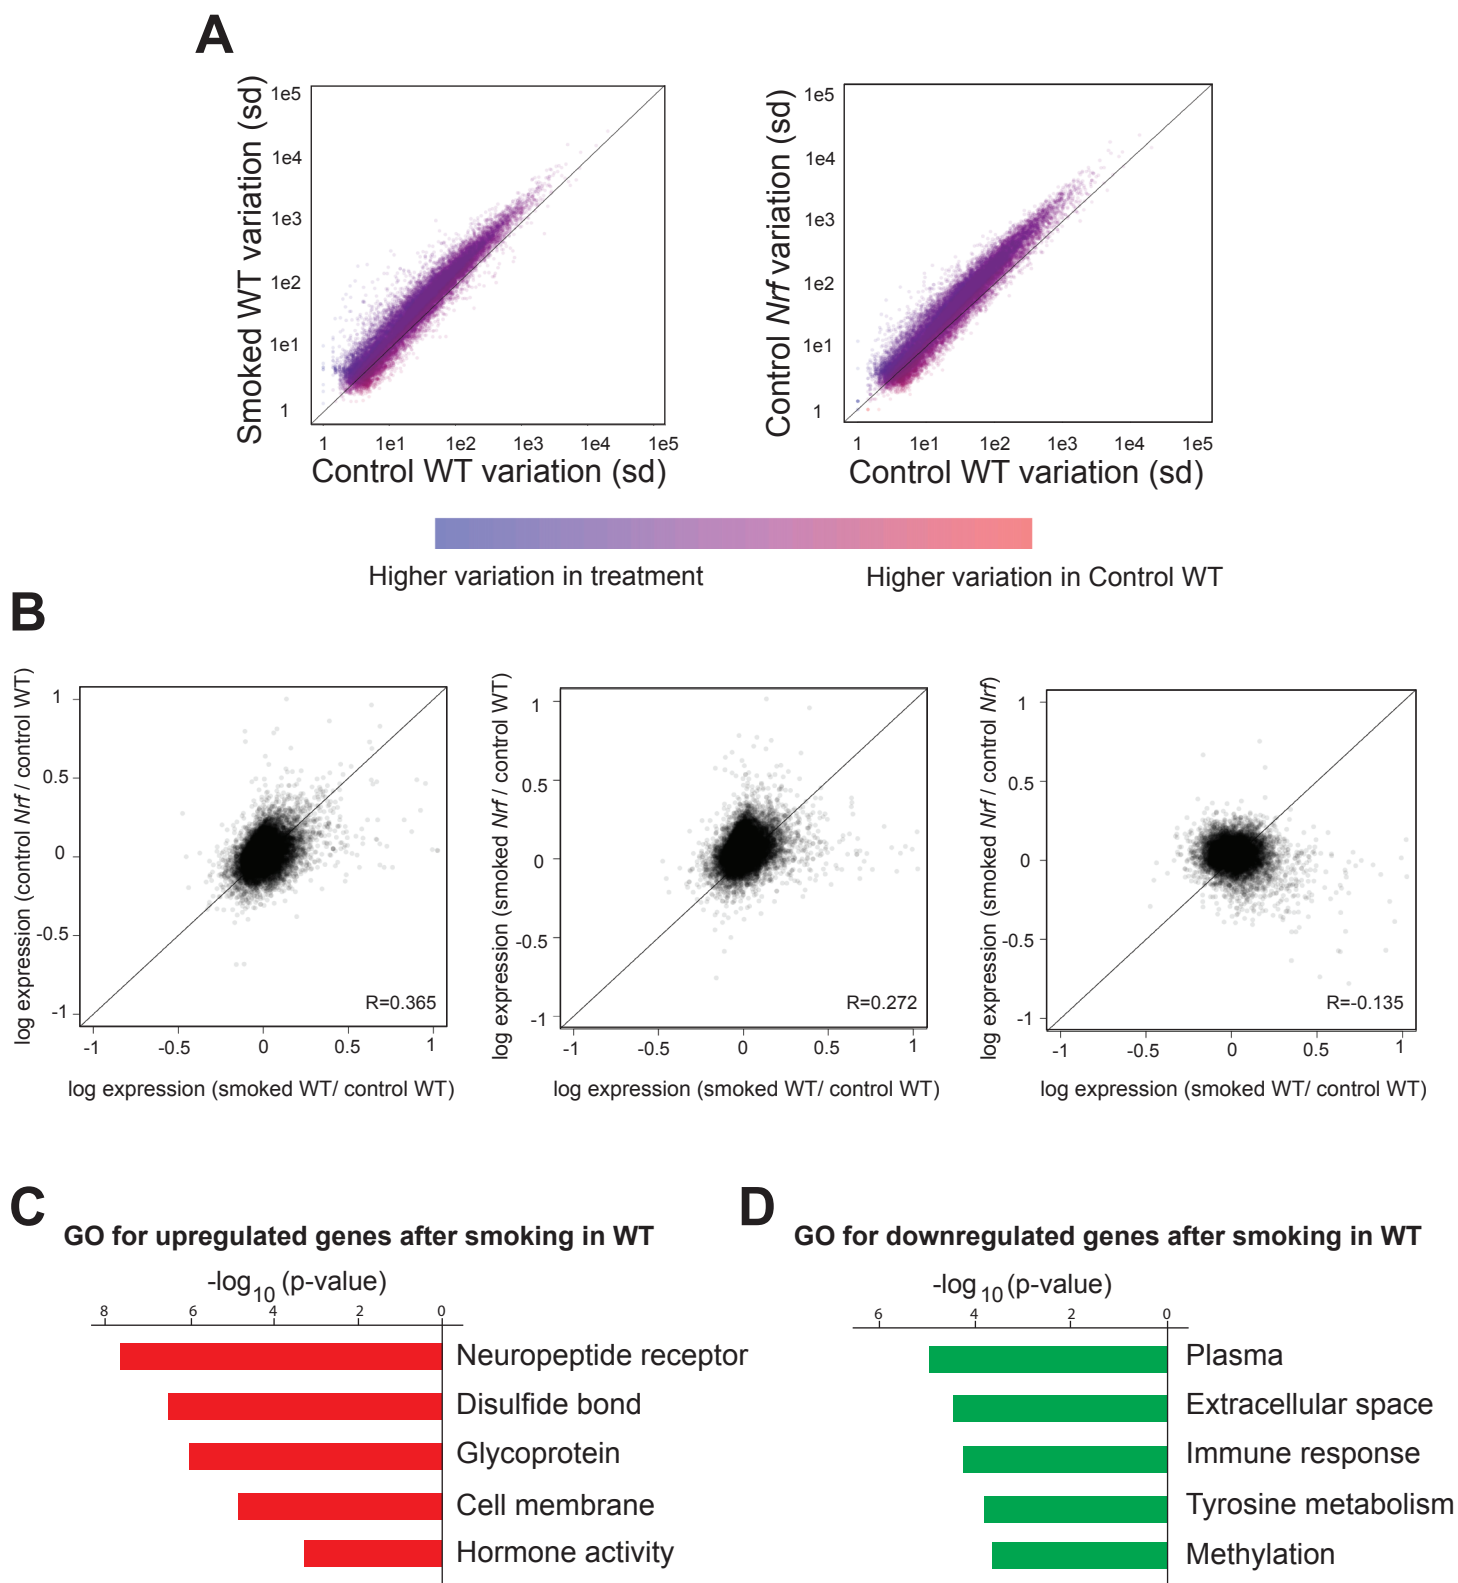 A
Smoked WT variation (sd)
1e5
1e4
1e3
1e2
1e1
1
1 1e1 1e2 1e3 1e4 1e5
Control WT variation (sd)
Control Nrf variation (sd)
1e5
1e4
1e3
1e2
1e1
1
1 1e1 1e2 1e3 1e4 1e5
Control WT variation (sd)
Higher variation in treatment
Higher variation in Control WT
B
log expression (control Nrf / control WT)
1
0.5
0
-0.5
-1
R=0.365
-1 -0.5 0 0.5 1
log expression (smoked WT/ control WT)
log expression (smoked Nrf / control WT)
1
0.5
0
-0.5
-1
R=0.272
-1 -0.5 0 0.5 1
log expression (smoked WT/ control WT)
log expression (smoked Nrf / control Nrf)
1
0.5
0
-0.5
-1
R=-0.135
-1 -0.5 0 0.5 1
log expression (smoked WT/ control WT)
C
GO for upregulated genes after smoking in WT
-log10 (p-value)
8 6 4 2 0
Neuropeptide receptor
Disulfide bond
Glycoprotein
Cell membrane
Hormone activity
D
GO for downregulated genes after smoking in WT
-log10 (p-value)
6 4 2 0
Plasma
Extracellular space
Immune response
Tyrosine metabolism
Methylation